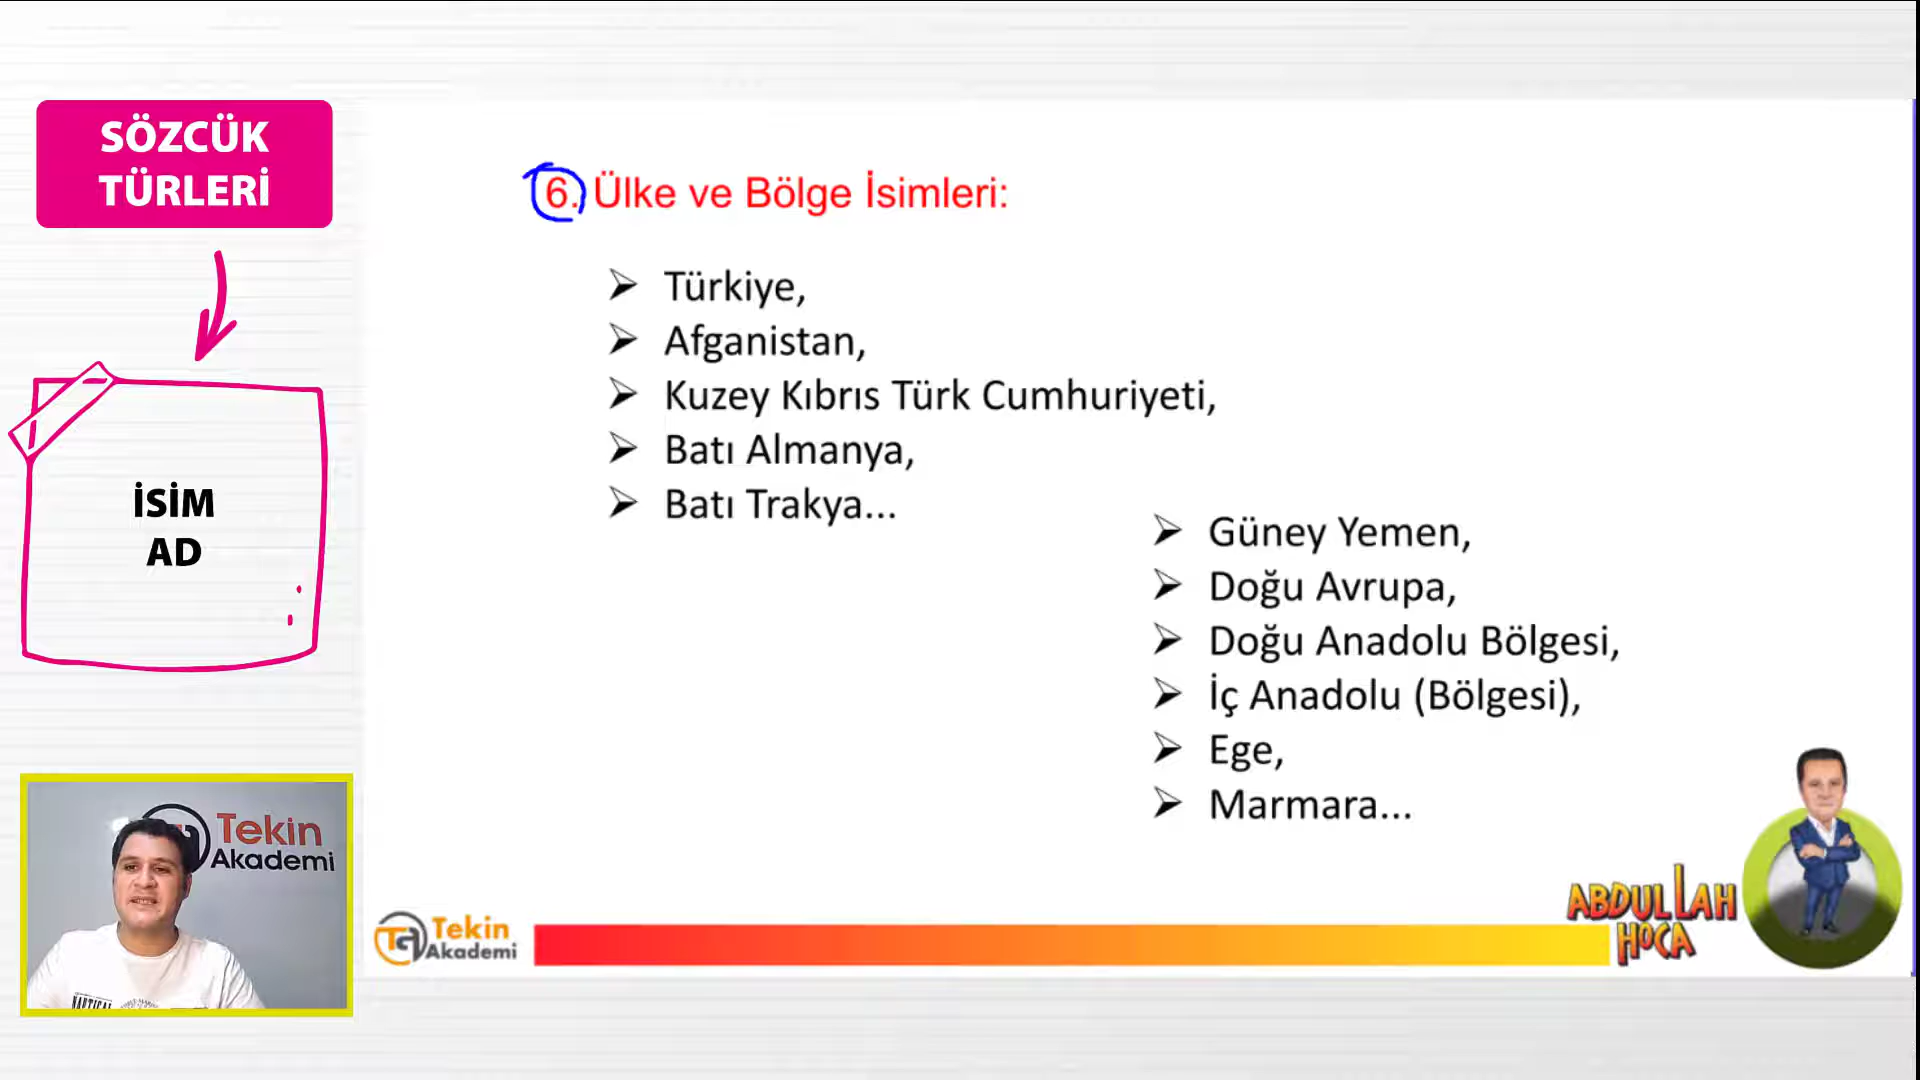 SÖZCÜK
TÜRLERİ
İSİM
AD
6. Ülke ve Bölge İsimleri:
Türkiye,
Afganistan,
Kuzey Kıbrıs Türk Cumhuriyeti,
Batı Almanya,
Batı Trakya...
Güney Yemen,
Doğu Avrupa,
Doğu Anadolu Bölgesi,
İç Anadolu (Bölgesi),
Ege,
Marmara...
Tekin
Akademi
Tekin
Akademi
ABDULLAH
HOCA